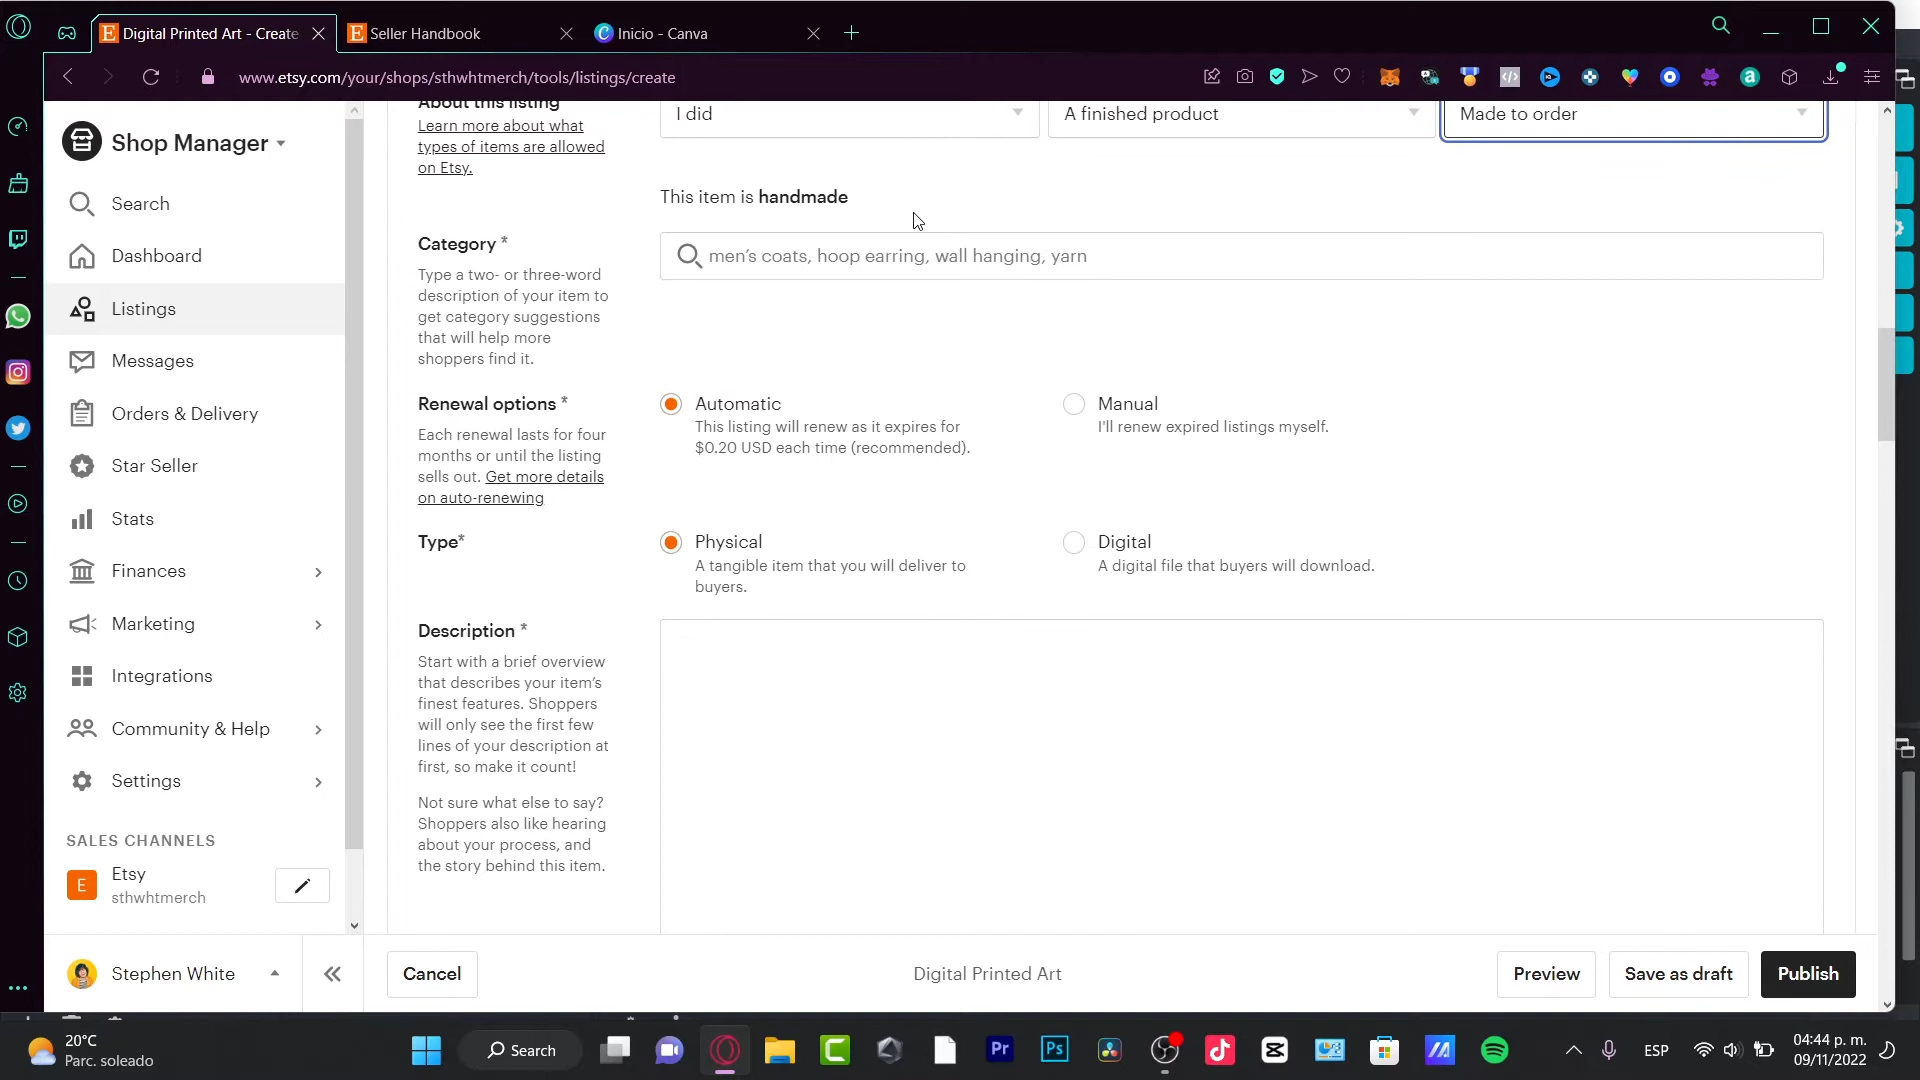 Digital Printed Art - Create
Seller Handbook
Inicio - Canva
www.etsy.com/your/shops/sthwhtmerch/tools/listings/create
Shop Manager
Search
Dashboard
Listings
Messages
Orders & Delivery
Star Seller
Stats
Finances
Marketing
Integrations
Community & Help
Settings
SALES CHANNELS
E
Etsy
sthwhtmerch
Stephen White
About this listing
Learn more about what
types of items are allowed
on Etsy.
I did
A finished product
Made to order
This item is handmade
Category *
Type a two- or three-word
description of your item to
get category suggestions
that will help more
shoppers find it.
men's coats, hoop earring, wall hanging, yarn
Renewal options *
Each renewal lasts for four
months or until the listing
sells out. Get more details
on auto-renewing
Automatic
This listing will renew as it expires for
$0.20 USD each time (recommended).
Manual
I'll renew expired listings myself.
Type*
Physical
A tangible item that you will deliver to
buyers.
Digital
A digital file that buyers will download.
Description *
Start with a brief overview
that describes your item's
finest features. Shoppers
will only see the first few
lines of your description at
first, so make it count!
Not sure what else to say?
Shoppers also like hearing
about your process, and
the story behind this item.
Cancel
Digital Printed Art
Preview
Save as draft
Publish
20°C
Parc. soleado
Search
Pr
Ps
ESP
04:44 p. m.
09/11/2022